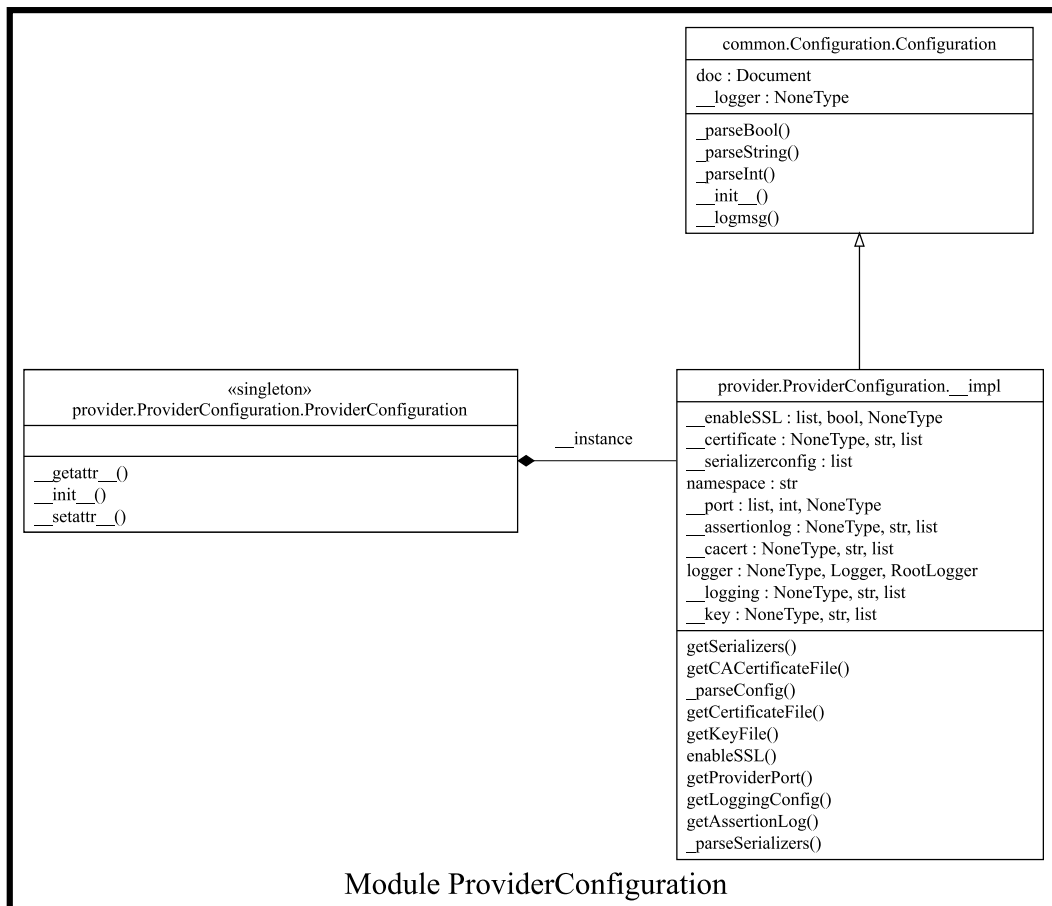 common.Configuration.Configuration
doc : Document
__logger : NoneType
_parseBool()
_parseString()
_parseInt()
__init__()
__logmsg()
«singleton»
provider.ProviderConfiguration.ProviderConfiguration
__getattr__()
__init__()
__setattr__()
__instance
provider.ProviderConfiguration.__impl
__enableSSL : list, bool, NoneType
__certificate : NoneType, str, list
__serializerconfig : list
namespace : str
__port : list, int, NoneType
__assertionlog : NoneType, str, list
__cacert : NoneType, str, list
logger : NoneType, Logger, RootLogger
__logging : NoneType, str, list
__key : NoneType, str, list
getSerializers()
getCACertificateFile()
_parseConfig()
getCertificateFile()
getKeyFile()
enableSSL()
getProviderPort()
getLoggingConfig()
getAssertionLog()
_parseSerializers()
Module ProviderConfiguration